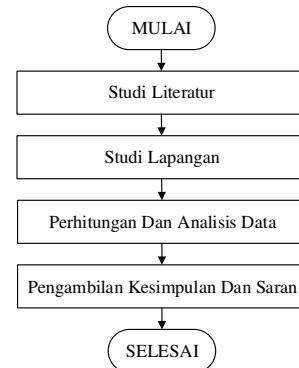 MULAI
Studi Literatur
Studi Lapangan
Perhitungan Dan Analisis Data
Pengambilan Kesimpulan Dan Saran
SELESAI